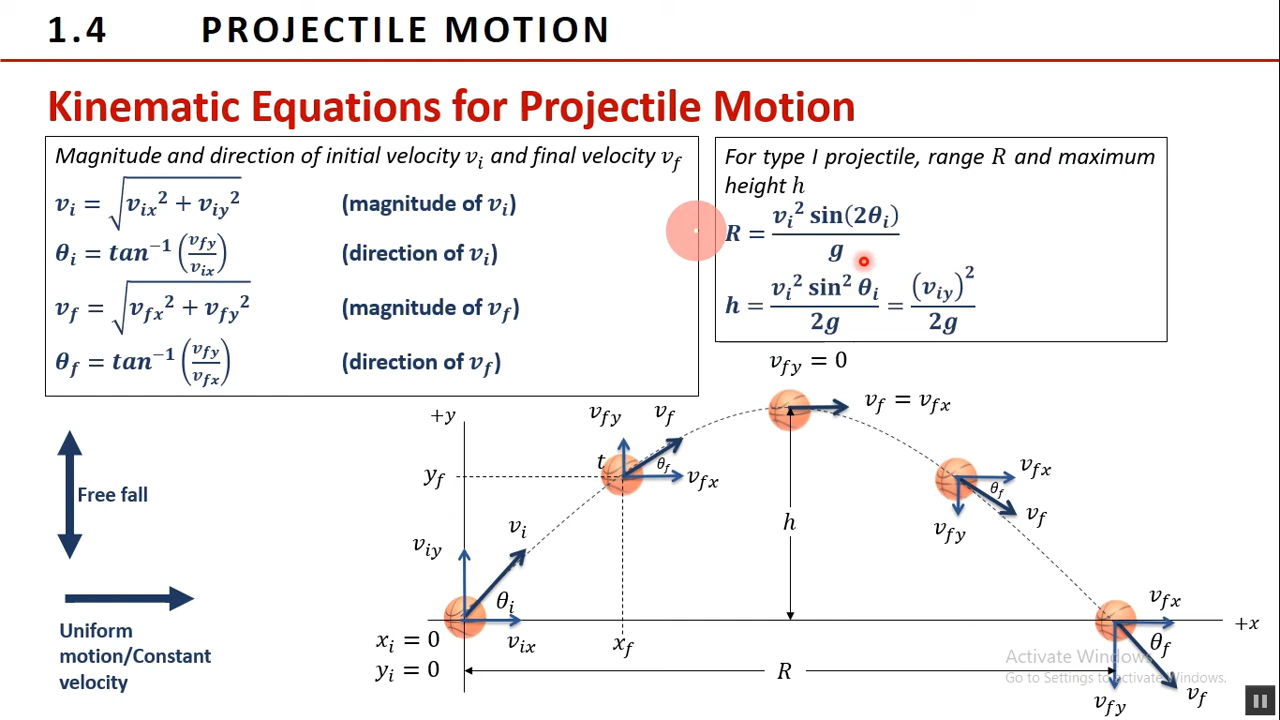 1.4 PROJECTILE MOTION
Kinematic Equations for Projectile Motion
Magnitude and direction of initial velocity vᵢ and final velocity v_f
vᵢ = √(vᵢₓ² + v_iy²) (magnitude of vᵢ)
θᵢ = tan⁻¹ (v_fy/vᵢₓ) (direction of vᵢ)
v_f = √(v_fx² + v_fy²) (magnitude of v_f)
θ_f = tan⁻¹ (v_fy/v_fx) (direction of v_f)
For type I projectile, range R and maximum
height h
R = vᵢ² sin(2θᵢ)/g
h = vᵢ² sin² θᵢ/2g = (v_iy)²/2g
v_fy = 0
v_f = v_fx
+y
v_fy
v_f
t
θ_f
v_fx
y_f
v_fx
θ_f
v_f
v_fy
Free fall
h
vᵢ
v_iy
θᵢ
vᵢₓ
x_f
xᵢ = 0
yᵢ = 0
R
v_fx
+x
θ_f
v_fy
v_f
Uniform
motion/Constant
velocity
Activate Windows
Go to Settings to activate Windows.